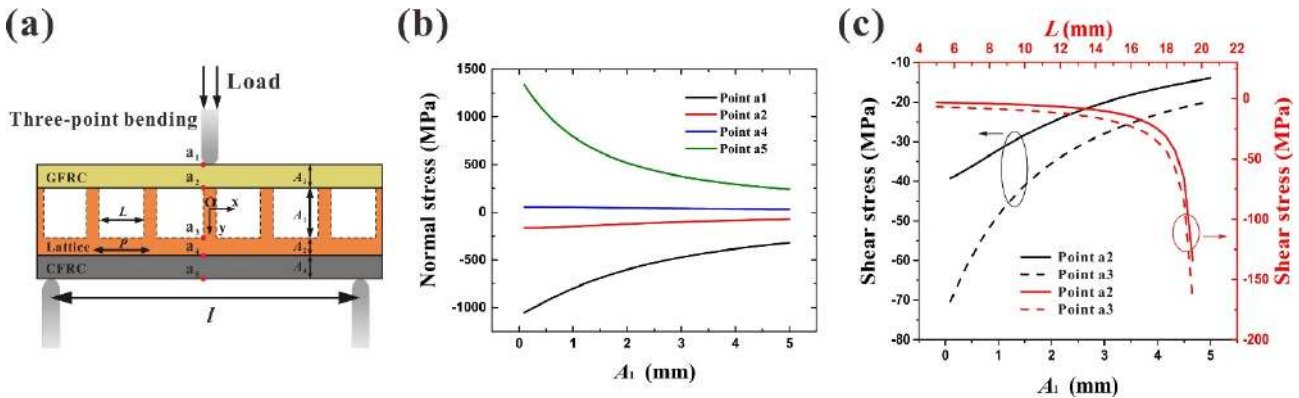 (a)
Load
Three-point bending
a₁
GFRC
a₂
A₃
L
O
x
A₁
y
a₃
Lattice
P
a₄
A₂
CFRC
A₄
l
(b)
1500
1000
500
0
-500
-1000
Normal stress (MPa)
Point a1
Point a2
Point a4
Point a5
0
1
2
3
4
5
A₁ (mm)
(c)
L (mm)
4
6
8
10
12
14
16
18
20
22
-10
-20
-30
-40
-50
-60
-70
-80
Shear stress (MPa)
0
-50
-100
-150
-200
Shear stress (MPa)
Point a2
Point a3
Point a2
Point a3
0
1
2
3
4
5
A₁ (mm)